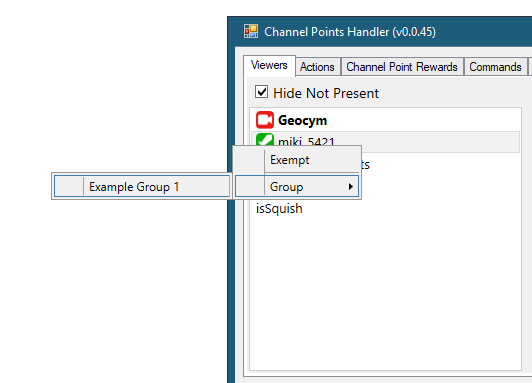 Channel Points Handler (v0.0.45)
Viewers Actions Channel Point Rewards Commands
Hide Not Present
Geocym
miki_5421
Exempt
ts
Example Group 1 Group
isSquish